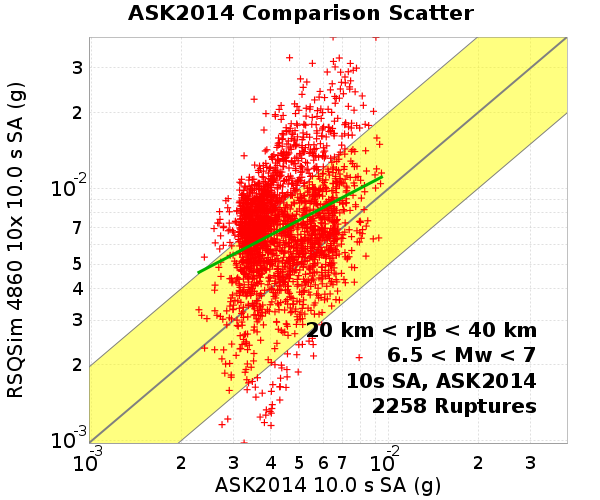 ASK2014 Comparison Scatter
RSQSim 4860 10x 10.0 s SA (g)
3
2
10-2
7
5
4
3
2
10-3
20 km < rJB < 40 km
6.5 < Mw < 7
10s SA, ASK2014
2258 Ruptures
10-3 2 3 4 5 6 7 10-2 2 3
ASK2014 10.0 s SA (g)